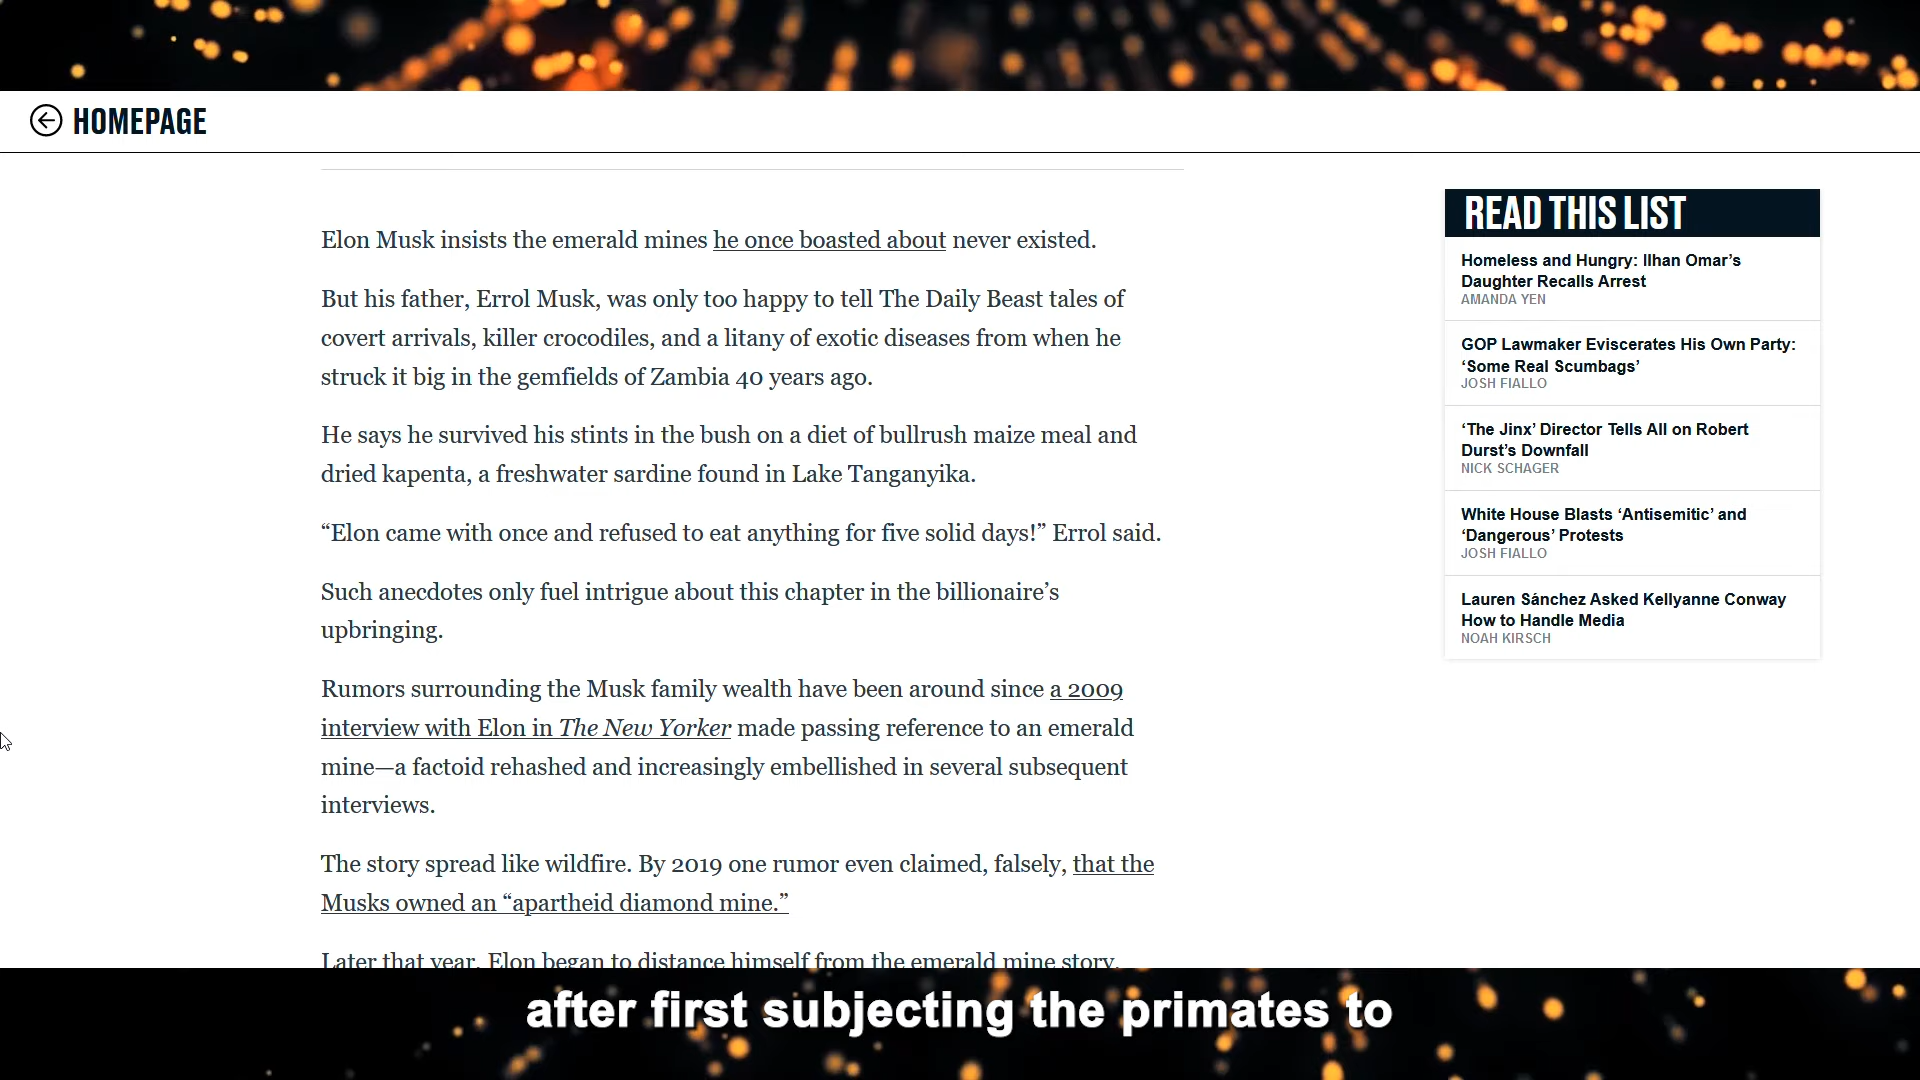 HOMEPAGE
Elon Musk insists the emerald mines he once boasted about never existed.
But his father, Errol Musk, was only too happy to tell The Daily Beast tales of
covert arrivals, killer crocodiles, and a litany of exotic diseases from when he
struck it big in the gemfields of Zambia 40 years ago.
He says he survived his stints in the bush on a diet of bullrush maize meal and
dried kapenta, a freshwater sardine found in Lake Tanganyika.
“Elon came with once and refused to eat anything for five solid days!” Errol said.
Such anecdotes only fuel intrigue about this chapter in the billionaire’s
upbringing.
Rumors surrounding the Musk family wealth have been around since a 2009
interview with Elon in The New Yorker made passing reference to an emerald
mine—a factoid rehashed and increasingly embellished in several subsequent
interviews.
The story spread like wildfire. By 2019 one rumor even claimed, falsely, that the
Musks owned an “apartheid diamond mine.”
Later that year, Elon began to distance himself from the emerald mine story.
READ THIS LIST
Homeless and Hungry: Ilhan Omar’s
Daughter Recalls Arrest
AMANDA YEN
GOP Lawmaker Eviscerates His Own Party:
‘Some Real Scumbags’
JOSH FIALLO
‘The Jinx’ Director Tells All on Robert
Durst’s Downfall
NICK SCHAGER
White House Blasts ‘Antisemitic’ and
‘Dangerous’ Protests
JOSH FIALLO
Lauren Sánchez Asked Kellyanne Conway
How to Handle Media
NOAH KIRSCH
after first subjecting the primates to